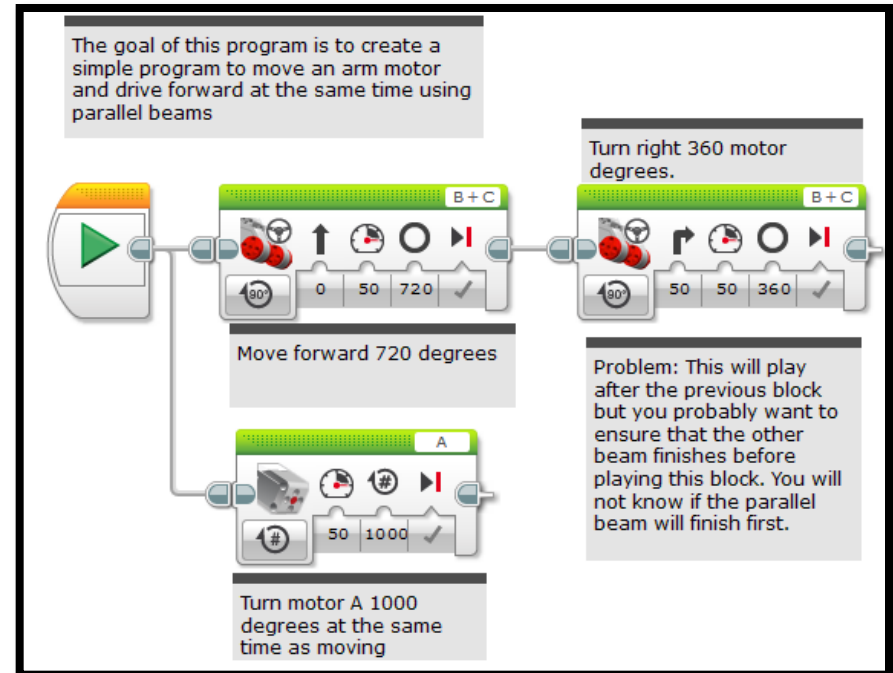 The goal of this program is to create a
simple program to move an arm motor
and drive forward at the same time using
parallel beams
Turn right 360 motor
degrees.
B+C
B+C
90°
0 50 720
90°
50 50 360
Move forward 720 degrees
Problem: This will play
after the previous block
but you probably want to
ensure that the other
beam finishes before
playing this block. You will
not know if the parallel
beam will finish first.
A
#
#
50 1000
Turn motor A 1000
degrees at the same
time as moving